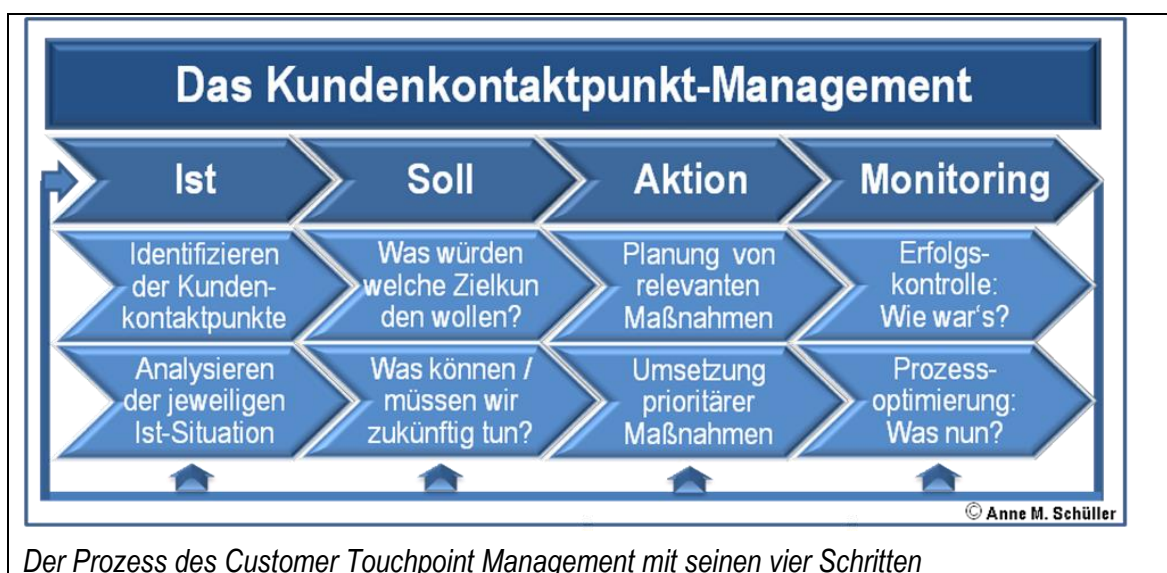 Das Kundenkontaktpunkt-Management
Ist
Soll
Aktion
Monitoring
Identifizieren
der Kunden-
kontaktpunkte
Was würden
welche Zielkun
den wollen?
Planung von
relevanten
Maßnahmen
Erfolgs-
kontrolle:
Wie war's?
Analysieren
der jeweiligen
Ist-Situation
Was können /
müssen wir
zukünftig tun?
Umsetzung
prioritärer
Maßnahmen
Prozess-
optimierung:
Was nun?
© Anne M. Schüller
Der Prozess des Customer Touchpoint Management mit seinen vier Schritten